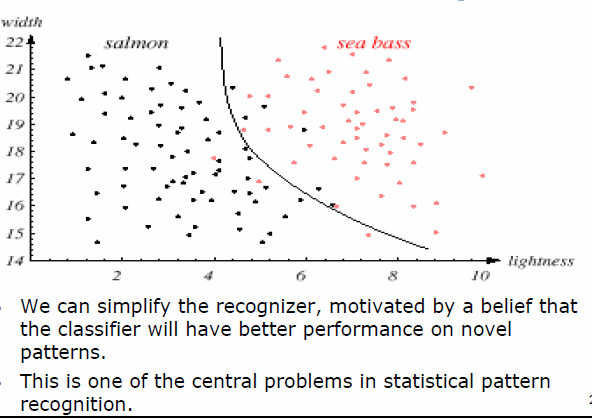 width
22
salmon
sea bass
21
20
19
18
17
16
15
14
2
4
6
8
10
lightness
We can simplify the recognizer, motivated by a belief that
the classifier will have better performance on novel
patterns.
This is one of the central problems in statistical pattern
recognition.